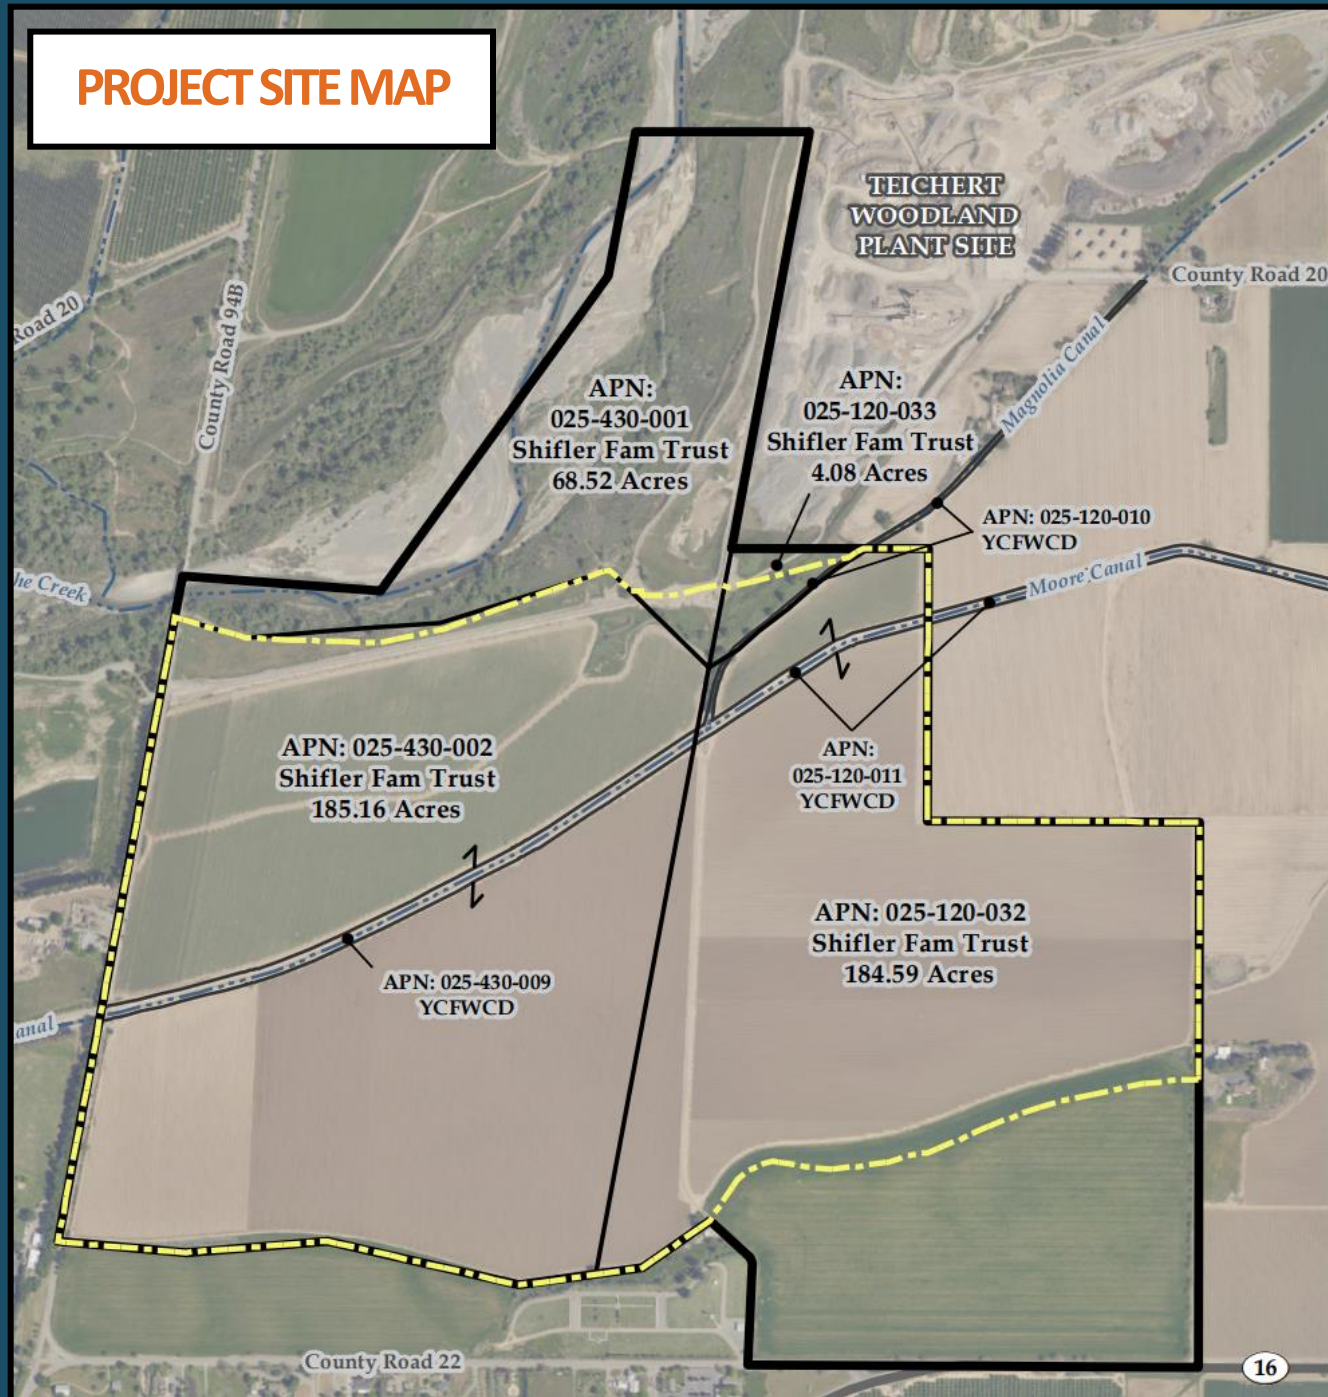 PROJECT SITE MAP
TEICHERT
WOODLAND
PLANT SITE
County Road 20
Road 20
County Road 94B
Magnolia Canal
APN:
025-430-001
Shifler Fam Trust
68.52 Acres
APN:
025-120-033
Shifler Fam Trust
4.08 Acres
APN: 025-120-010
YCFWCD
he Creek
Moore Canal
APN: 025-430-002
Shifler Fam Trust
185.16 Acres
APN:
025-120-011
YCFWCD
APN: 025-120-032
Shifler Fam Trust
184.59 Acres
APN: 025-430-009
YCFWCD
anal
County Road 22
16